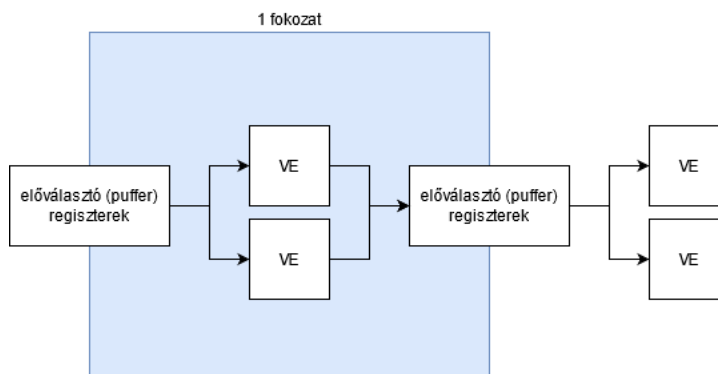 1 fokozat
VE
VE
előválasztó (puffer)
regiszterek
előválasztó (puffer)
regiszterek
VE
VE